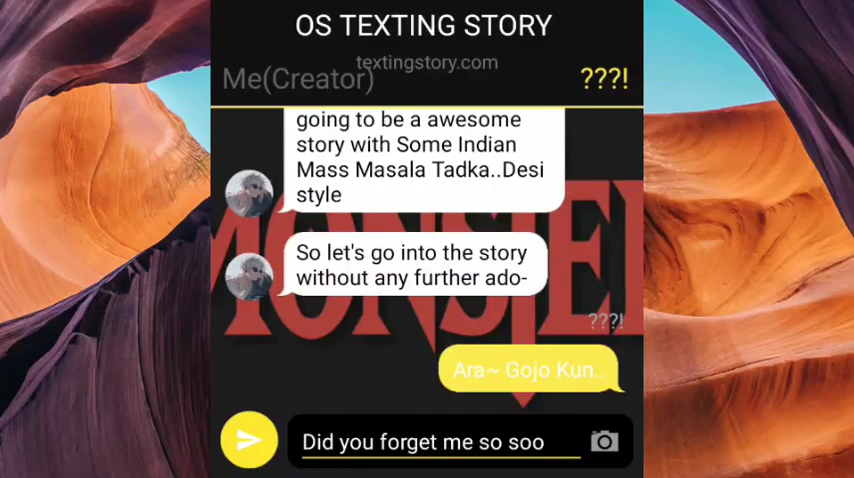 OS TEXTING STORY
textingstory.com
Me(Creator)
???!
going to be a awesome
story with Some Indian
Mass Masala Tadka..Desi
style
So let's go into the story
without any further ado-
MONSTER
???!
Ara~ Gojo Kun..
Did you forget me so soo